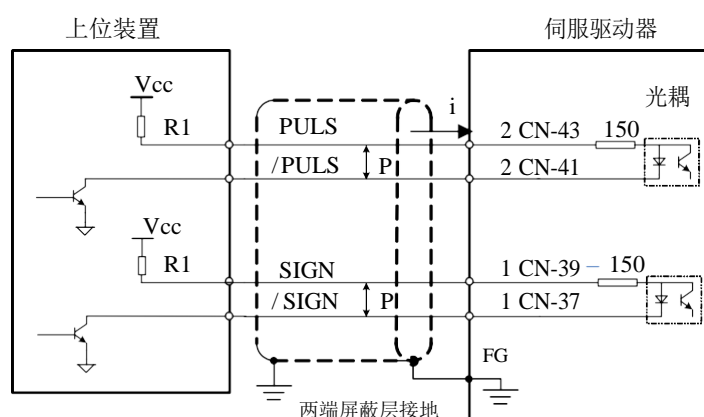 上位装置
伺服驱动器
Vcc
R1
PULS
i
2 CN-43
150
光耦
/PULS
P
2 CN-41
Vcc
R1
SIGN
1 CN-39
150
/SIGN
P
1 CN-37
FG
两端屏蔽层接地